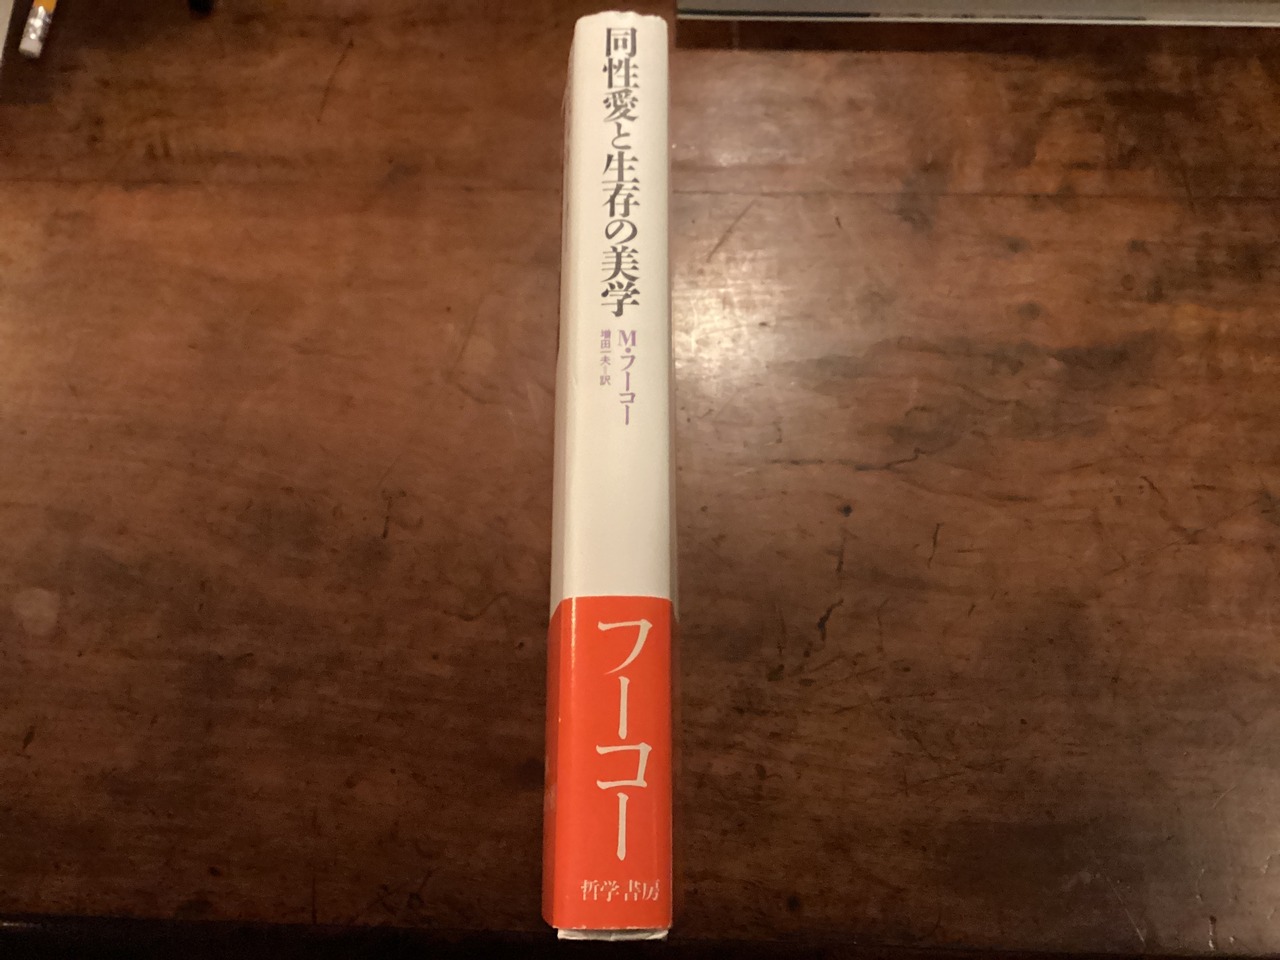 同性愛と生存の美学
M・フーコー
増田一夫=訳
フーコー
哲学書房